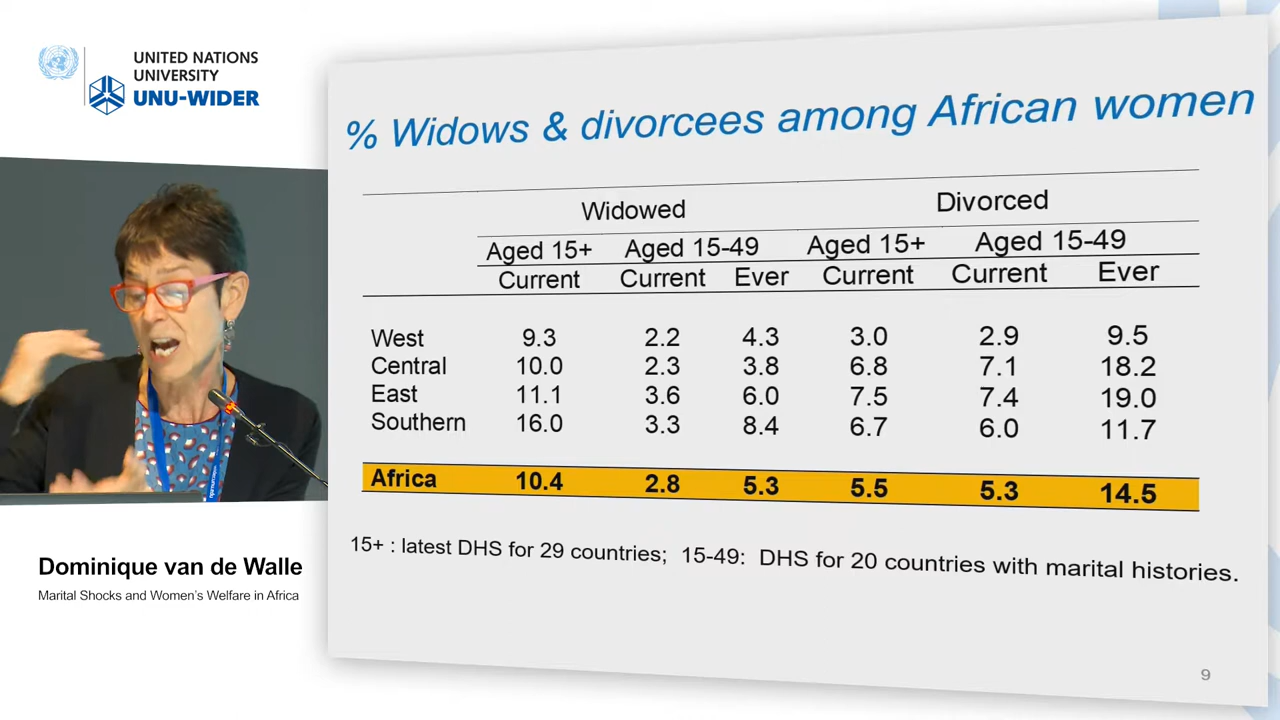 UNITED NATIONS
UNIVERSITY
UNU-WIDER
% Widows & divorcees among African women
Widowed Divorced
Aged 15+ Aged 15-49 Aged 15+ Aged 15-49
Current Current Ever Current Current Ever
West 9.3 2.2 4.3 3.0 2.9 9.5
Central 10.0 2.3 3.8 6.8 7.1 18.2
East 11.1 3.6 6.0 7.5 7.4 19.0
Southern 16.0 3.3 8.4 6.7 6.0 11.7
Africa 10.4 2.8 5.3 5.5 5.3 14.5
15+ : latest DHS for 29 countries; 15-49: DHS for 20 countries with marital histories.
9
Dominique van de Walle
Marital Shocks and Women's Welfare in Africa